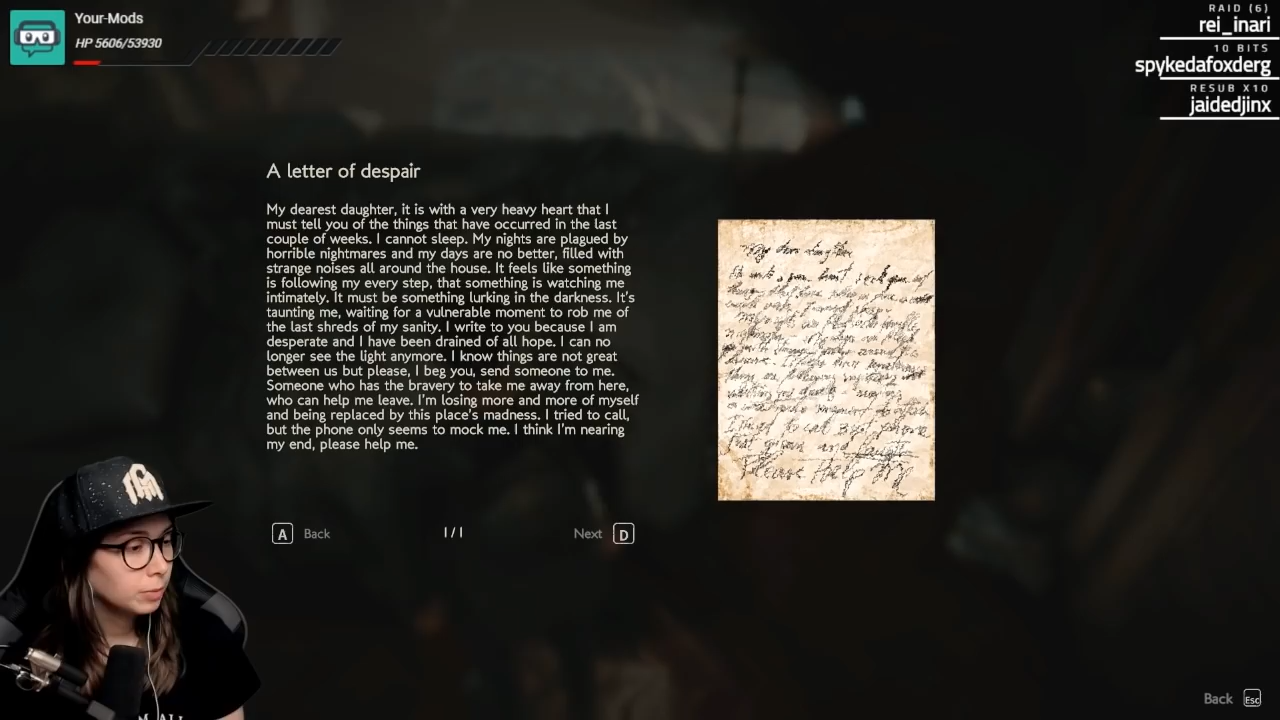 Your-Mods
HP 5606/53930
RAID (6)
rei_inari
10 BITS
spykedafoxderg
RESUB X10
jaidedjinx
A letter of despair
My dearest daughter, it is with a very heavy heart that I
must tell you of the things that have occurred in the last
couple of weeks. I cannot sleep. My nights are plagued by
horrible nightmares and my days are no better, filled with
strange noises all around the house. It feels like something
is following my every step, that something is watching me
intimately. It must be something lurking in the darkness. It's
taunting me, waiting for a vulnerable moment to rob me of
the last shreds of my sanity. I write to you because I am
desperate and I have been drained of all hope. I can no
longer see the light anymore. I know things are not great
between us but please, I beg you, send someone to me.
Someone who has the bravery to take me away from here,
who can help me leave. I'm losing more and more of myself
and being replaced by this place's madness. I tried to call,
but the phone only seems to mock me. I think I'm nearing
my end, please help me.
A Back
1/1
Next D
Please Help My
Back Esc